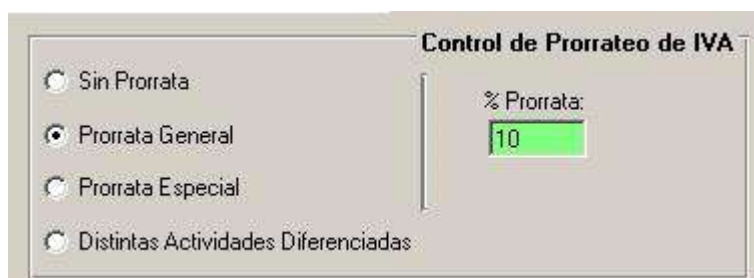 Control de Prorrateo de IVA
Sin Prorrata
% Prorrata:
Prorrata General
10
Prorrata Especial
Distintas Actividades Diferenciadas